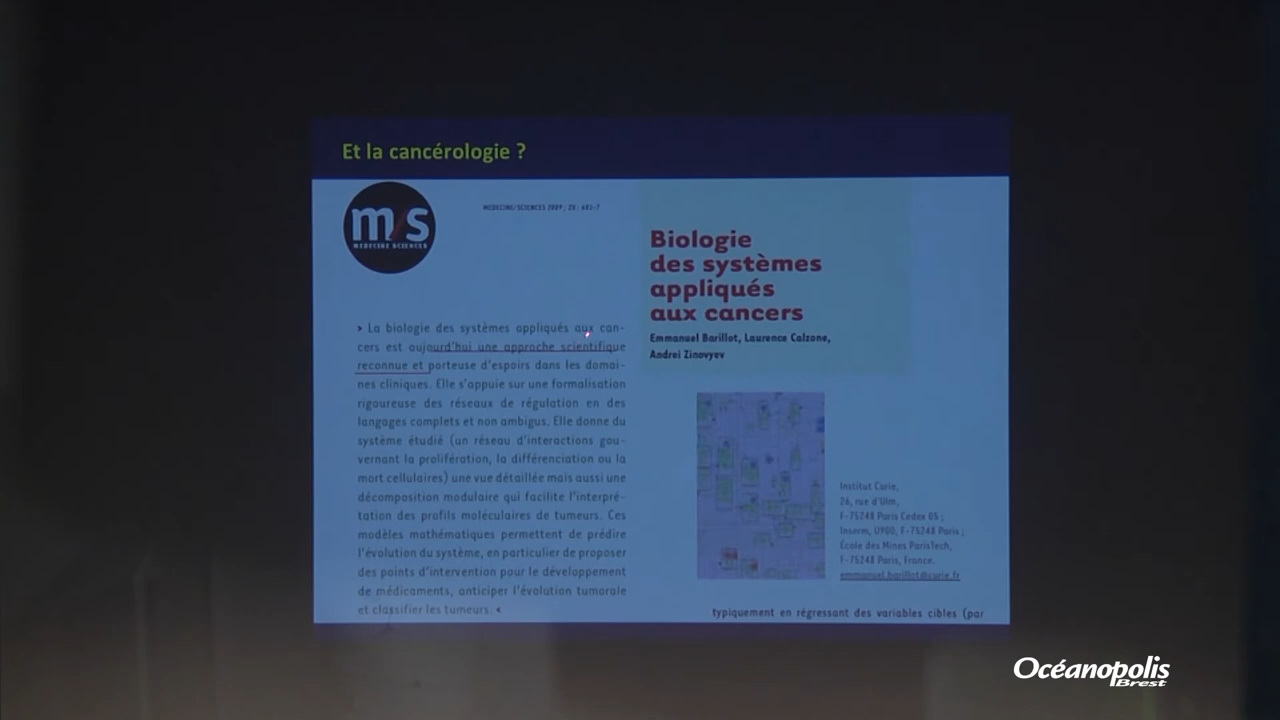 Et la cancérologie ?
m/s
MEDECINE SCIENCES
MEDECINE/SCIENCES 2009 ; 25 : 601-7
Biologie
des systèmes
appliqués
aux cancers
Emmanuel Barillot, Laurence Calzone,
Andrei Zinovyev
> La biologie des systèmes appliqués aux can-
cers est aujourd'hui une approche scientifique
reconnue et porteuse d'espoirs dans les domai-
nes cliniques. Elle s'appuie sur une formalisation
rigoureuse des réseaux de régulation en des
langages complets et non ambigus. Elle donne du
système étudié (un réseau d'interactions gou-
vernant la prolifération, la différenciation ou la
mort cellulaires) une vue détaillée mais aussi une
décomposition modulaire qui facilite l'interpré-
tation des profils moléculaires de tumeurs. Ces
modèles mathématiques permettent de prédire
l'évolution du système, en particulier de proposer
des points d'intervention pour le développement
de médicaments, anticiper l'évolution tumorale
et classifier les tumeurs. <
Institut Curie,
26, rue d'Ulm,
F-75248 Paris Cedex 05 ;
Inserm, U900, F-75248 Paris ;
École des Mines ParisTech,
F-75248 Paris, France.
emmanuel.barillot@curie.fr
typiquement en régressant des variables cibles (par
Océanopolis
Brest